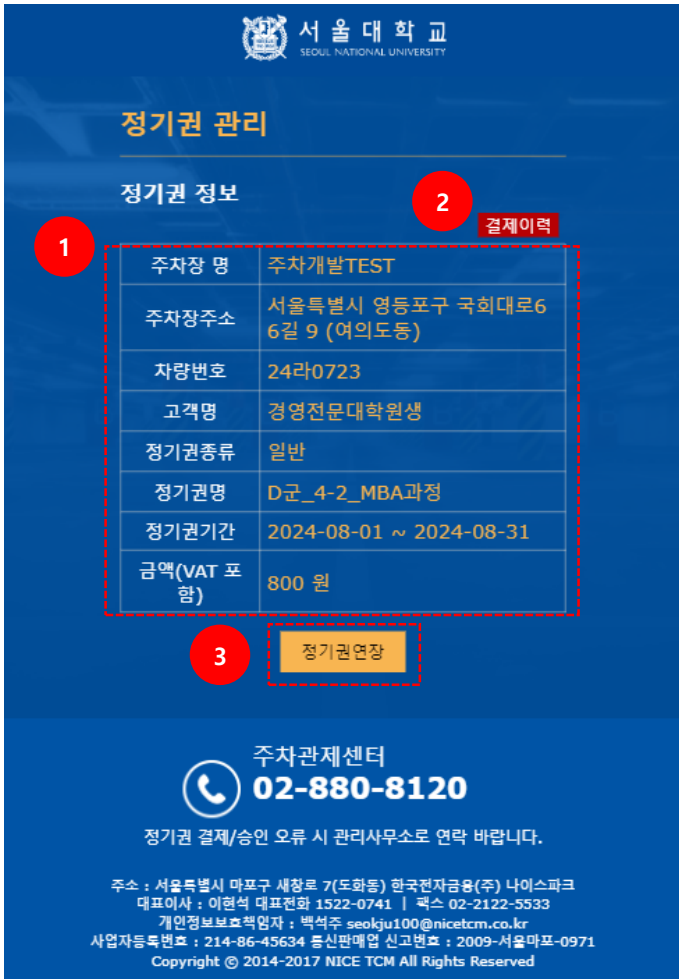 서울대학교
SEOUL NATIONAL UNIVERSITY
정기권 관리
정기권 정보
2
결제이력
1
주차장 명 주차개발TEST
주차장주소 서울특별시 영등포구 국회대로6
6길 9 (여의도동)
차량번호 24라0723
고객명 경영전문대학원생
정기권종류 일반
정기권명 D군_4-2_MBA과정
정기권기간 2024-08-01 ~ 2024-08-31
금액(VAT 포
함) 800 원
3
정기권연장
주차관제센터
02-880-8120
정기권 결제/승인 오류 시 관리사무소로 연락 바랍니다.
주소 : 서울특별시 마포구 새창로 7(도화동) 한국전자금융(주) 나이스파크
대표이사 : 이현석 대표전화 1522-0741 | 팩스 02-2122-5533
개인정보보호책임자 : 백석주 seokju100@nicetcm.co.kr
사업자등록번호 : 214-86-45634 통신판매업 신고번호 : 2009-서울마포-0971
Copyright © 2014-2017 NICE TCM All Rights Reserved